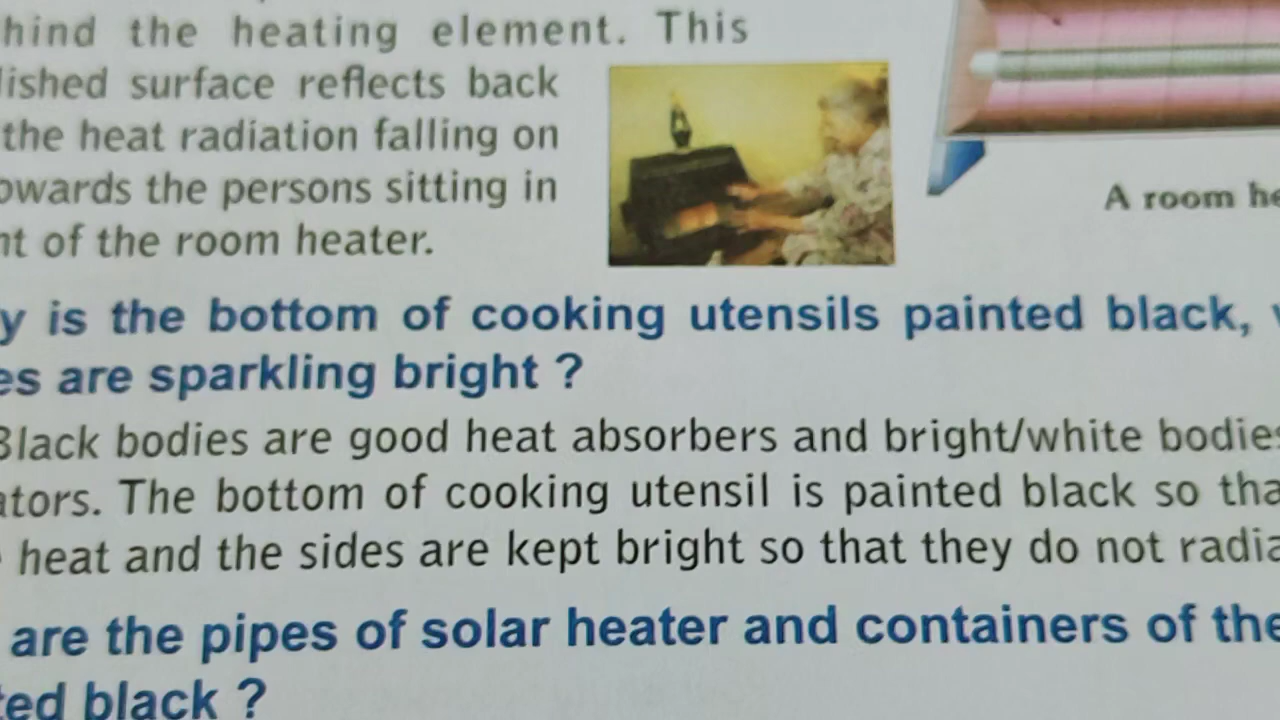 hind the heating element. This
lished surface reflects back
the heat radiation falling on
owards the persons sitting in
nt of the room heater.
A room he
y is the bottom of cooking utensils painted black,
es are sparkling bright ?
Black bodies are good heat absorbers and bright/white bodies
ators. The bottom of cooking utensil is painted black so tha
heat and the sides are kept bright so that they do not radia
are the pipes of solar heater and containers of the
ted black ?